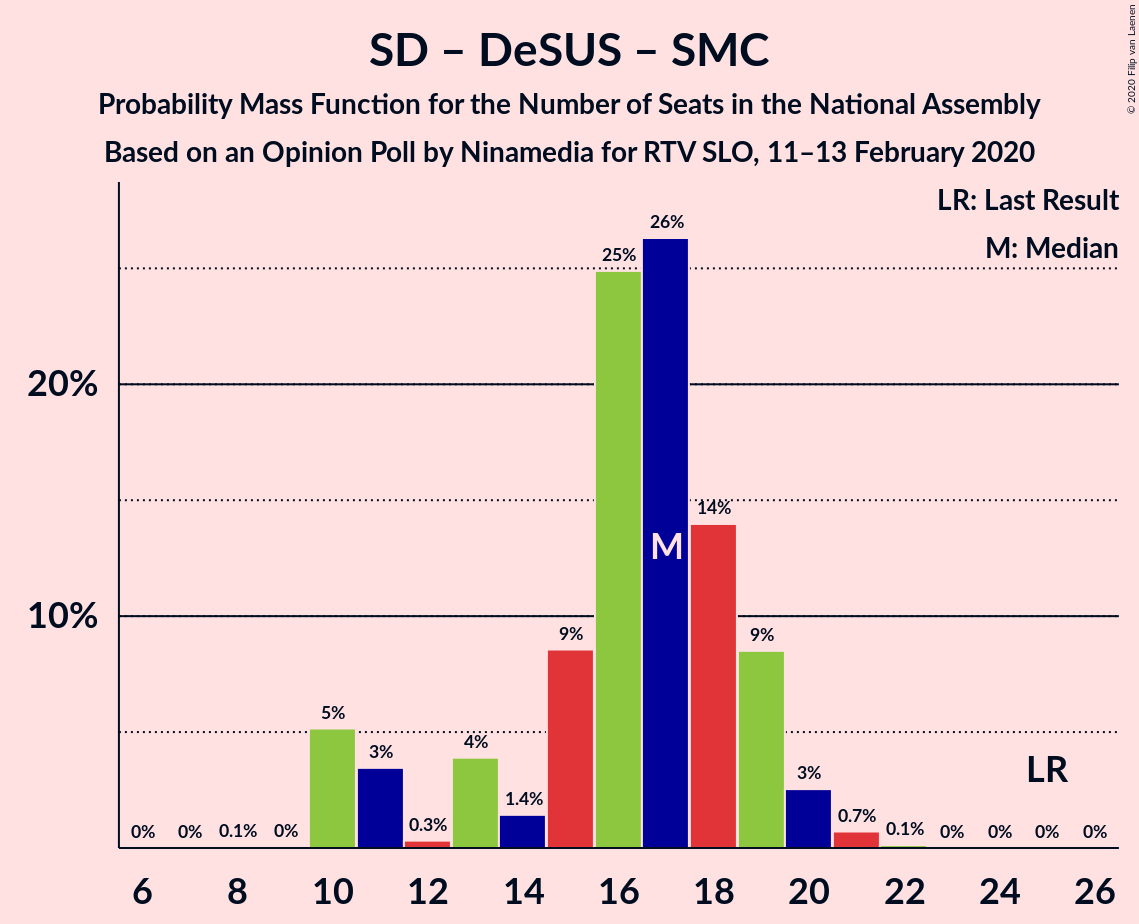 SD – DeSUS – SMC
Probability Mass Function for the Number of Seats in the National Assembly
Based on an Opinion Poll by Ninamedia for RTV SLO, 11–13 February 2020
© 2020 Filip van Laenen
LR: Last Result
M: Median
20%
10%
0%
0%
0.1%
0%
5%
3%
0.3%
4%
1.4%
9%
25%
26%
14%
9%
3%
0.7%
0.1%
0%
0%
0%
0%
M
LR
6 8 10 12 14 16 18 20 22 24 26